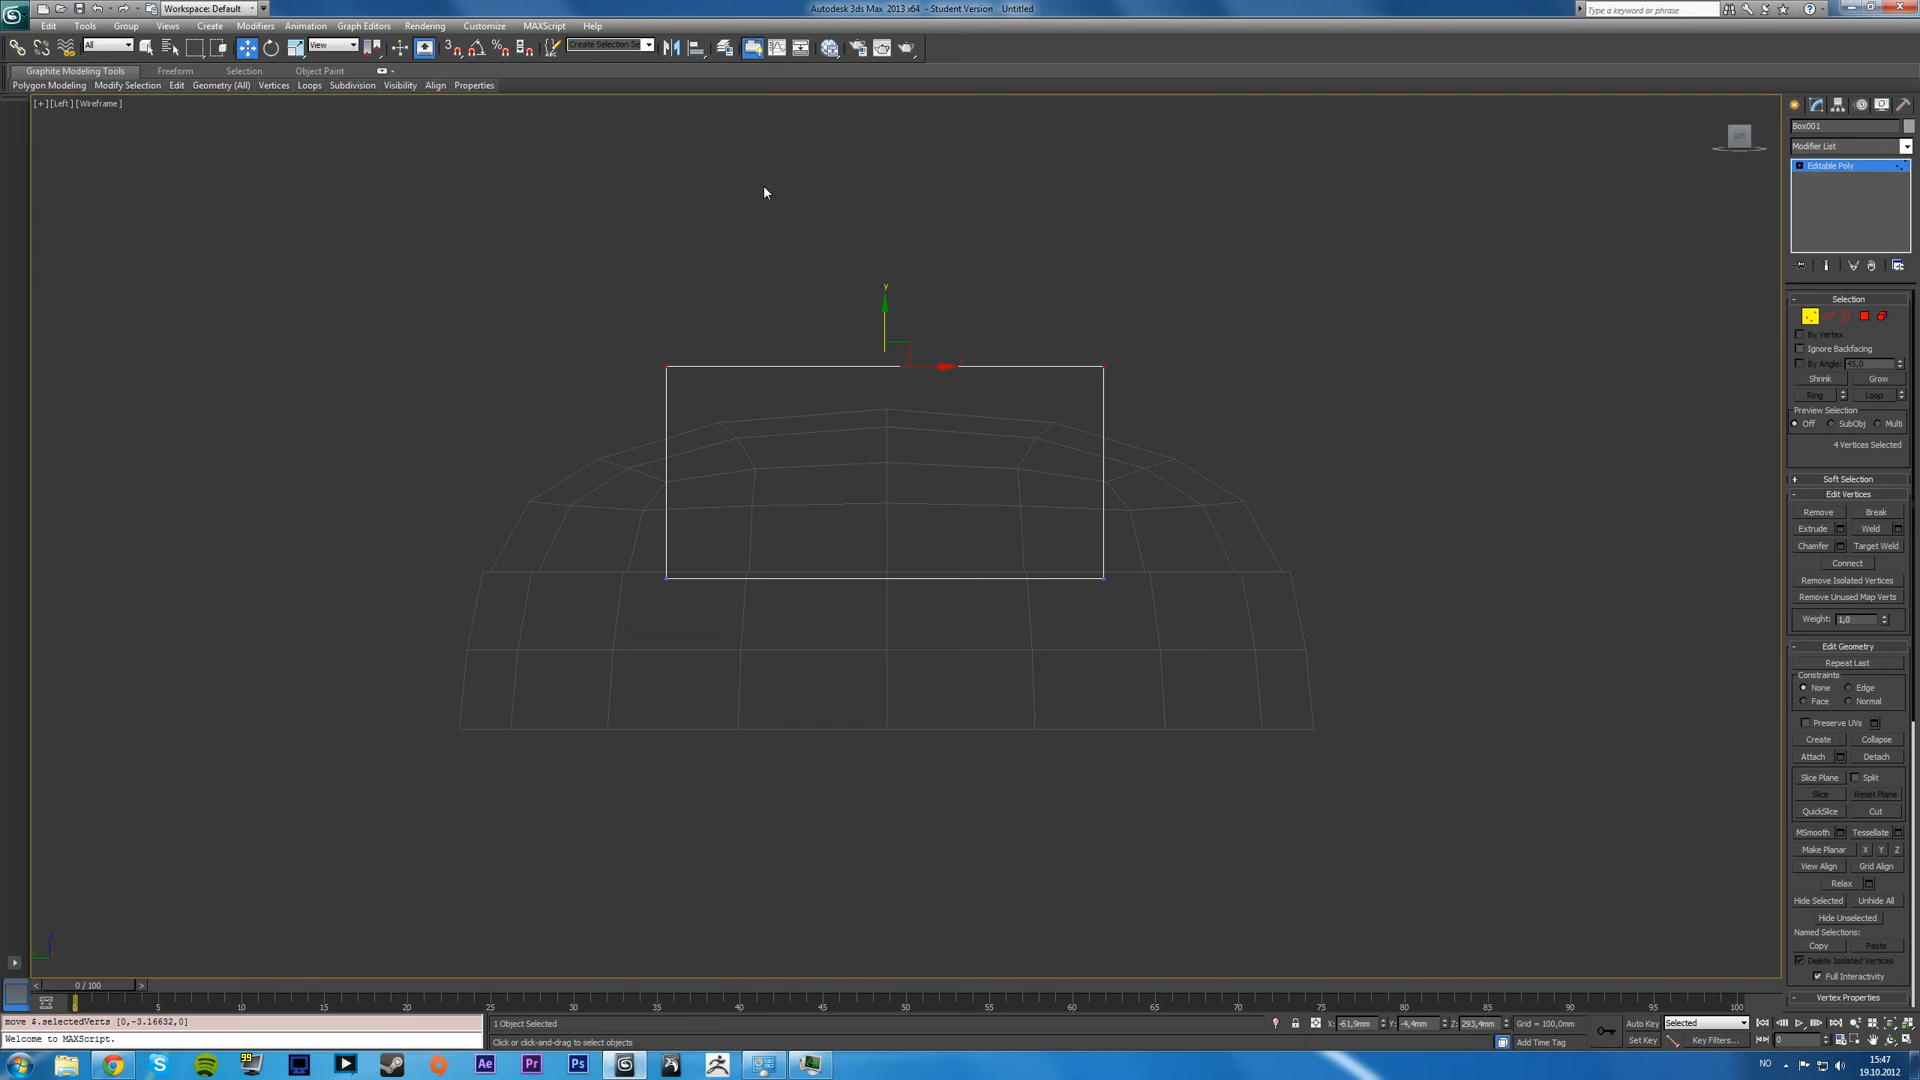 Workspace: Default
Autodesk 3ds Max 2013 x64 - Student Version Untitled
Type a keyword or phrase
Edit Tools Group Views Create Modifiers Animation Graph Editors Rendering Customize MAXScript Help
All
View
3
Create Selection Se
Graphite Modeling Tools Freeform Selection Object Paint
Polygon Modeling Modify Selection Edit Geometry (All) Vertices Loops Subdivision Visibility Align Properties
[+] [Left] [Wireframe]
y
Box001
Modifier List
Editable Poly
Selection
By Vertex
Ignore Backfacing
By Angle: 45,0
Shrink Grow
Ring Loop
Preview Selection
Off SubObj Multi
4 Vertices Selected
Soft Selection
Edit Vertices
Remove Break
Extrude Weld
Chamfer Target Weld
Connect
Remove Isolated Vertices
Remove Unused Map Verts
Weight: 1,0
Edit Geometry
Repeat Last
Constraints
None Edge
Face Normal
Preserve UVs
Create Collapse
Attach Detach
Slice Plane Split
Slice Reset Plane
QuickSlice Cut
MSmooth Tessellate
Make Planar X Y Z
View Align Grid Align
Relax
Hide Selected Unhide All
Hide Unselected
Named Selections:
Copy Paste
Delete Isolated Vertices
Full Interactivity
Vertex Properties
0 / 100
0 5 10 15 20 25 30 35 40 45 50 55 60 65 70 75 80 85 90 95 100
move $.selectedVerts [0,-3.16632,0]
Welcome to MAXScript.
1 Object Selected
Click or click-and-drag to select objects
X: -61,9mm Y: -4,4mm Z: 293,4mm Grid = 100,0mm
Add Time Tag
Auto Key Selected
Set Key Key Filters...
0
99
Ae Pr Ps
NO
15:47
19.10.2012